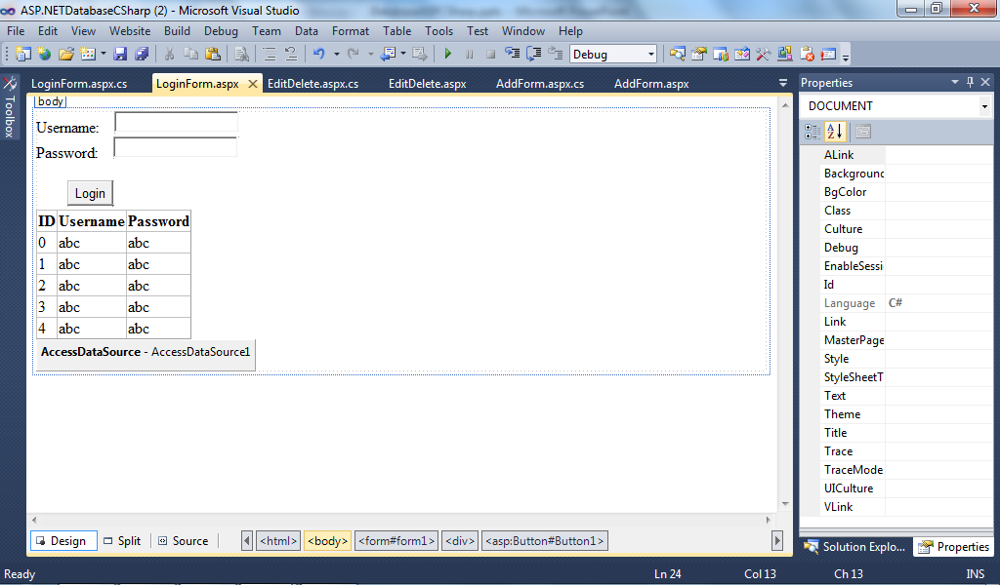 ASP.NETDatabaseCSharp (2) - Microsoft Visual Studio
File Edit View Website Build Debug Team Data Format Table Tools Test Window Help
Debug
LoginForm.aspx.cs LoginForm.aspx EditDelete.aspx.cs EditDelete.aspx AddForm.aspx.cs AddForm.aspx
Toolbox
body
Username:
Password:
Login
ID Username Password
0 abc abc
1 abc abc
2 abc abc
3 abc abc
4 abc abc
AccessDataSource - AccessDataSource1
Design Split Source <html> <body> <form#form1> <div> <asp:Button#Button1>
Properties
DOCUMENT
ALink
Background
BgColor
Class
Culture
Debug
EnableSessi
Id
Language C#
Link
MasterPage
Style
StyleSheetT
Text
Theme
Title
Trace
TraceMode
UICulture
VLink
Solution Explo... Properties
Ready Ln 24 Col 13 Ch 13 INS